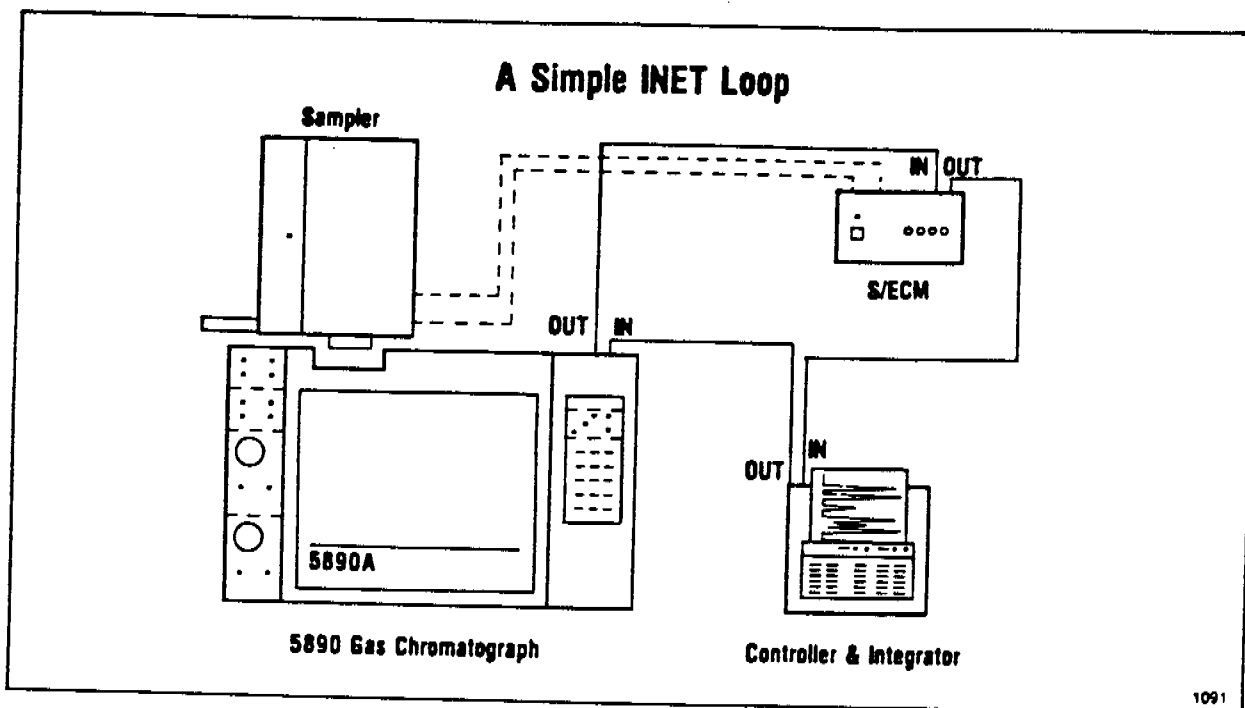 A Simple INET Loop
Sampler
IN OUT
S/ECM
OUT IN
IN
OUT
5890A
5890 Gas Chromatograph
Controller & Integrator
1091